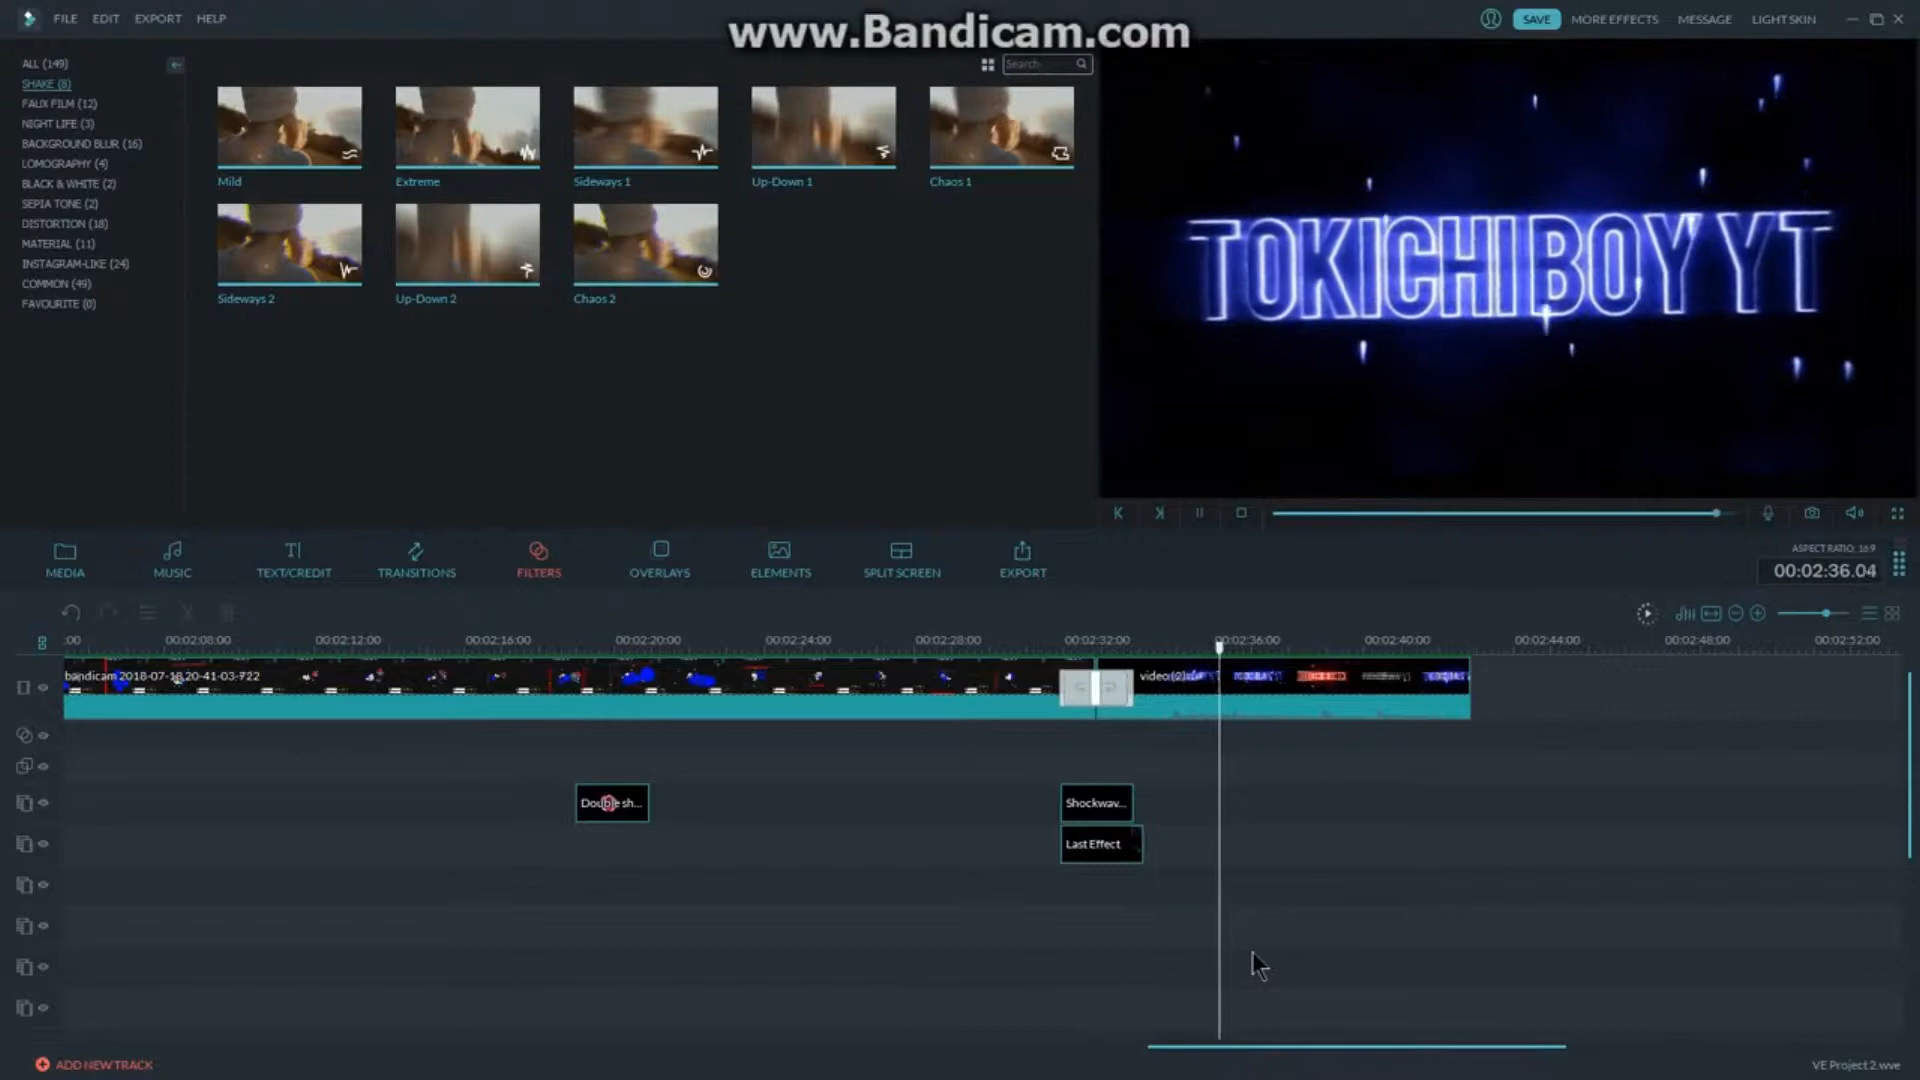 FILE EDIT EXPORT HELP
www.Bandicam.com
SAVE MORE EFFECTS MESSAGE LIGHT SKIN
ALL (149)
SHAKE (8)
FAUX FILM (12)
NIGHT LIFE (3)
BACKGROUND BLUR (16)
LOMOGRAPHY (4)
BLACK & WHITE (2)
SEPIA TONE (2)
DISTORTION (18)
MATERIAL (11)
INSTAGRAM-LIKE (24)
COMMON (49)
FAVOURITE (0)
Search
Mild Extreme Sideways 1 Up-Down 1 Chaos 1
Sideways 2 Up-Down 2 Chaos 2
TOKICHI BOY YT
MEDIA MUSIC TEXT/CREDIT TRANSITIONS FILTERS OVERLAYS ELEMENTS SPLIT SCREEN EXPORT
ASPECT RATIO: 16:9
00:02:36.04
:00 00:02:08:00 00:02:12:00 00:02:16:00 00:02:20:00 00:02:24:00 00:02:28:00 00:02:32:00 00:02:36:00 00:02:40:00 00:02:44:00 00:02:48:00 00:02:52:00
bandicam 2018-07-18 20-41-03-722
video (2)
Double sh... Shockwav...
Last Effect
ADD NEW TRACK
VE Project 2.wve